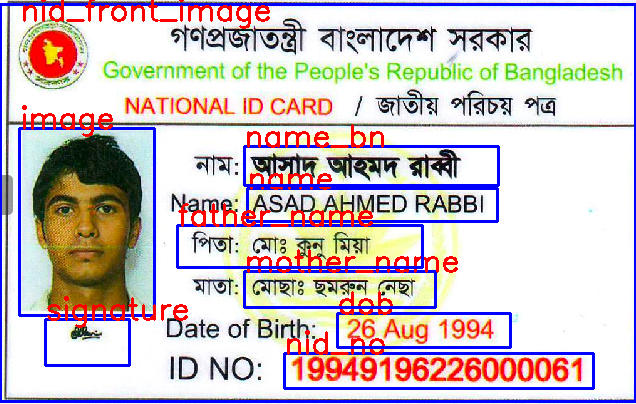 nid_front_image
গণপ্রজাতন্ত্রী বাংলাদেশ সরকার
Government of the People's Republic of Bangladesh
NATIONAL ID CARD / জাতীয় পরিচয় পত্র
image
name_bn
নাম: আসাদ আহমদ রাব্বী
name
Name: ASAD AHMED RABBI
father_name
পিতা: মোঃ কুনু মিয়া
mother_name
মাতা: মোছাঃ ছমরুন নেছা
signature
dob
Date of Birth: 26 Aug 1994
nid_no
ID NO: 19949196226000061